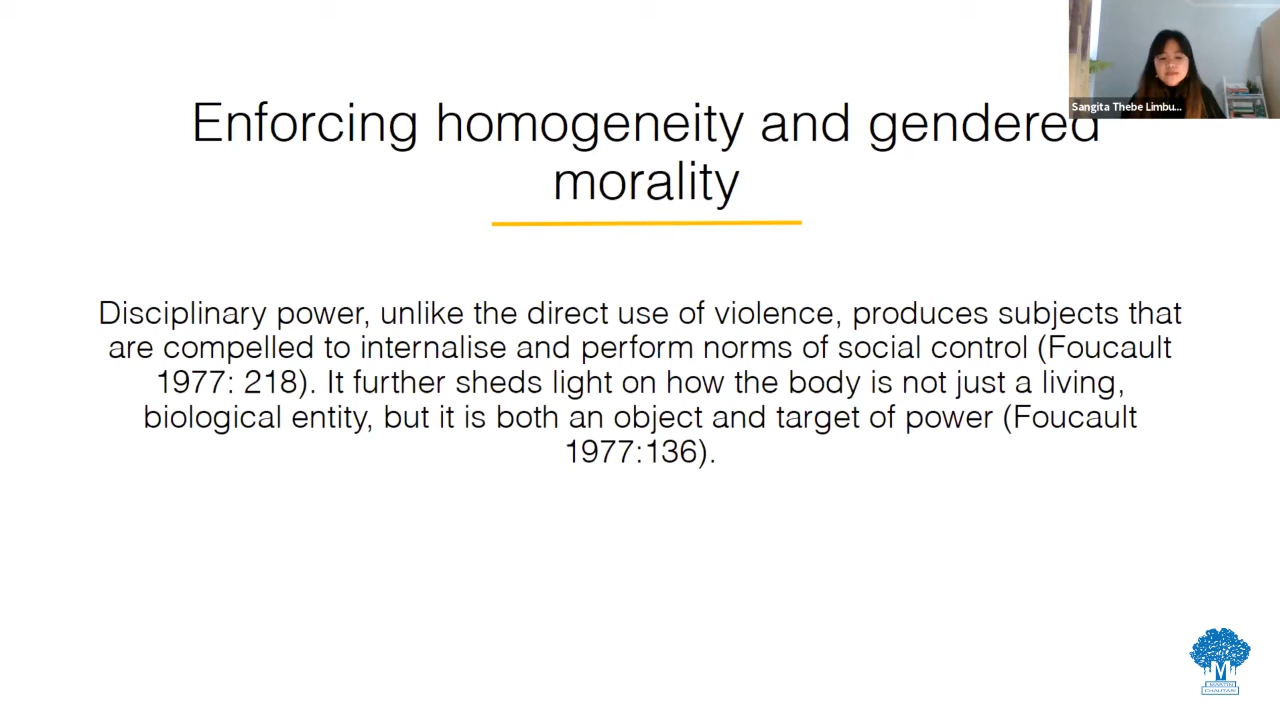 Sangita Thebe Limbu...
Enforcing homogeneity and gendered
morality
Disciplinary power, unlike the direct use of violence, produces subjects that
are compelled to internalise and perform norms of social control (Foucault
1977: 218). It further sheds light on how the body is not just a living,
biological entity, but it is both an object and target of power (Foucault
1977:136).
M
MARTIN
CHAUTARI